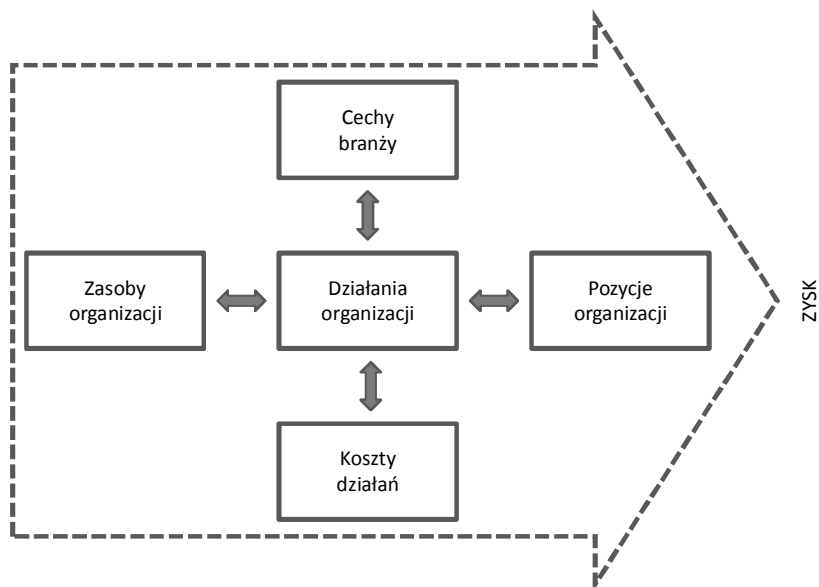 Cechy
branży
Zasoby
organizacji
Działania
organizacji
Pozycje
organizacji
ZYSK
Koszty
działań